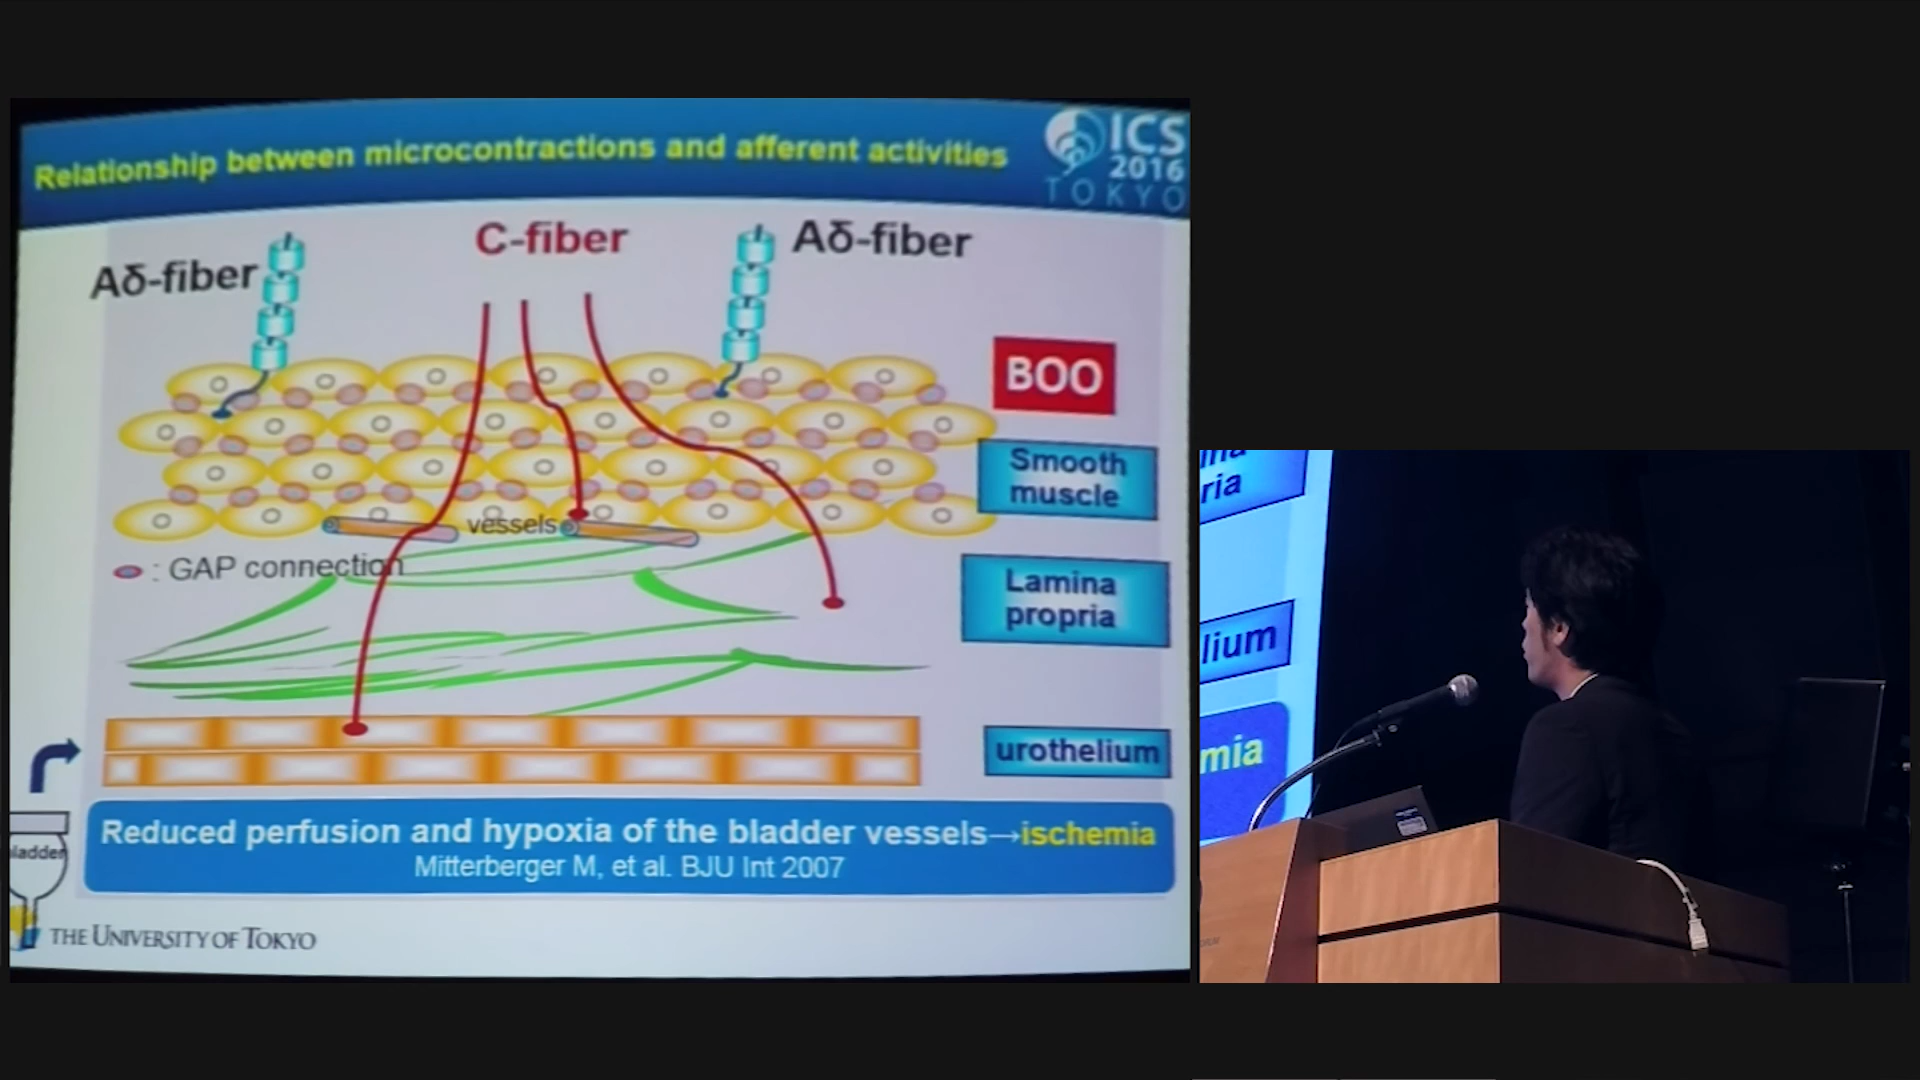 Relationship between microcontractions and afferent activities
ICS
2016
TOKYO
C-fiber
Aδ-fiber
Aδ-fiber
BOO
Smooth
muscle
vessels
: GAP connection
Lamina
propria
urothelium
Reduced perfusion and hypoxia of the bladder vessels→ischemia
Mitterberger M, et al. BJU Int 2007
ladder
THE UNIVERSITY OF TOKYO
ria
lium
mia